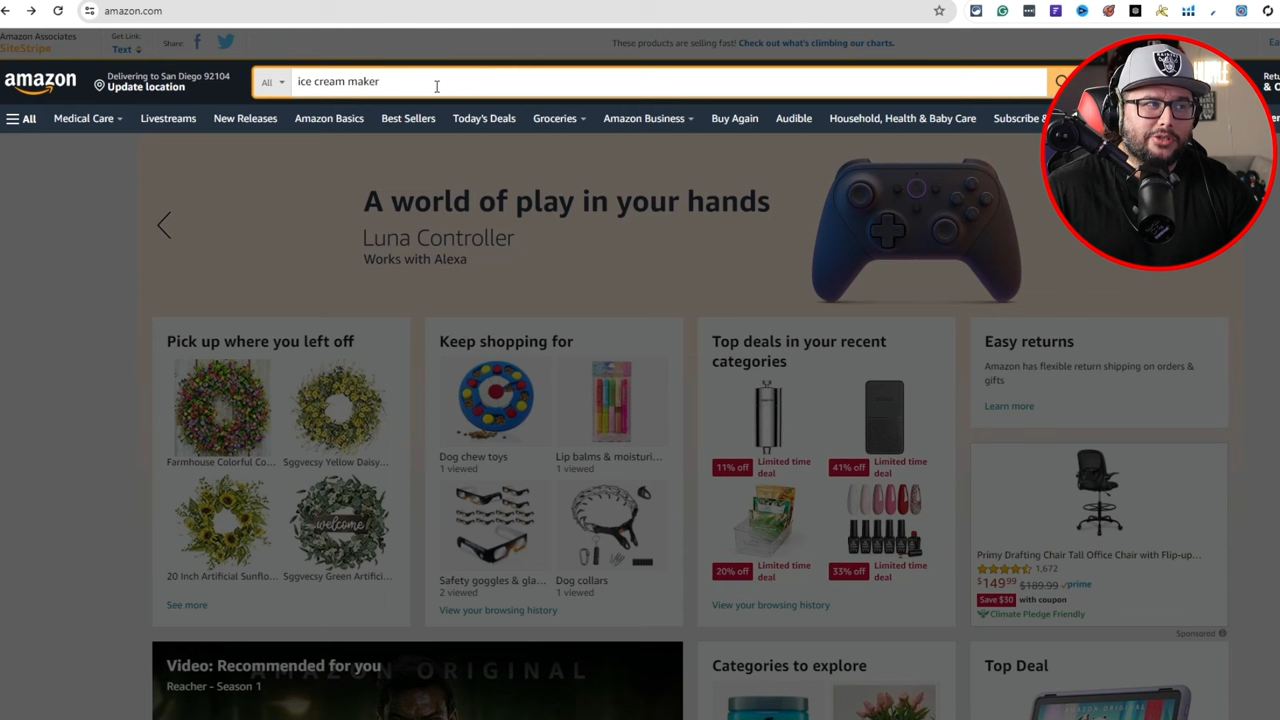 amazon.com
Amazon Associates
SiteStripe
Get Link:
Text
Share:
These products are selling fast! Check out what's climbing our charts.
Ea
amazon
Delivering to San Diego 92104
Update location
All
ice cream maker
Retu
& O
All
Medical Care
Livestreams
New Releases
Amazon Basics
Best Sellers
Today's Deals
Groceries
Amazon Business
Buy Again
Audible
Household, Health & Baby Care
Subscribe &
A world of play in your hands
Luna Controller
Works with Alexa
Pick up where you left off
Farmhouse Colorful Co...
Sggvecsy Yellow Daisy...
20 Inch Artificial Sunflo...
welcome
Sggvecsy Green Artifici...
See more
Keep shopping for
Dog chew toys
1 viewed
Lip balms & moisturi...
1 viewed
Safety goggles & gla...
2 viewed
Dog collars
1 viewed
View your browsing history
Top deals in your recent
categories
11% off
Limited time
deal
41% off
Limited time
deal
20% off
Limited time
deal
33% off
Limited time
deal
View your browsing history
Easy returns
Amazon has flexible return shipping on orders &
gifts
Learn more
Primy Drafting Chair Tall Office Chair with Flip-up...
1,672
$149.99 $189.99 prime
Save $30 with coupon
Climate Pledge Friendly
Sponsored
Video: Recommended for you
AMAZON ORIGINAL
Reacher - Season 1
Categories to explore
Top Deal